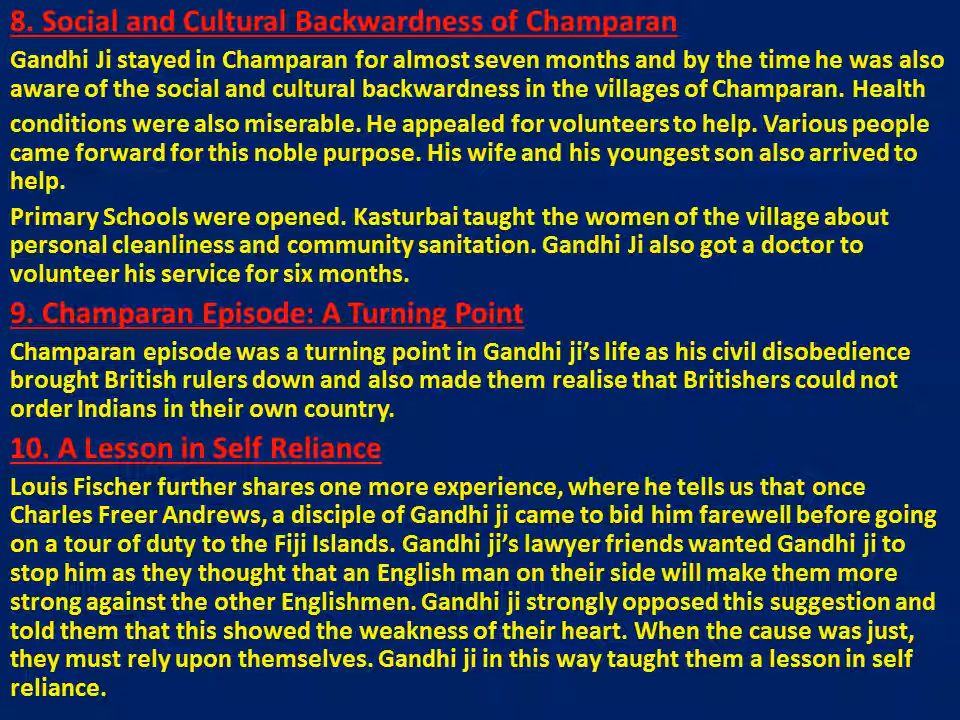 8. Social and Cultural Backwardness of Champaran
Gandhi Ji stayed in Champaran for almost seven months and by the time he was also
aware of the social and cultural backwardness in the villages of Champaran. Health
conditions were also miserable. He appealed for volunteers to help. Various people
came forward for this noble purpose. His wife and his youngest son also arrived to
help.
Primary Schools were opened. Kasturbai taught the women of the village about
personal cleanliness and community sanitation. Gandhi Ji also got a doctor to
volunteer his service for six months.
9. Champaran Episode: A Turning Point
Champaran episode was a turning point in Gandhi ji’s life as his civil disobedience
brought British rulers down and also made them realise that Britishers could not
order Indians in their own country.
10. A Lesson in Self Reliance
Louis Fischer further shares one more experience, where he tells us that once
Charles Freer Andrews, a disciple of Gandhi ji came to bid him farewell before going
on a tour of duty to the Fiji Islands. Gandhi ji’s lawyer friends wanted Gandhi ji to
stop him as they thought that an English man on their side will make them more
strong against the other Englishmen. Gandhi ji strongly opposed this suggestion and
told them that this showed the weakness of their heart. When the cause was just,
they must rely upon themselves. Gandhi ji in this way taught them a lesson in self
reliance.